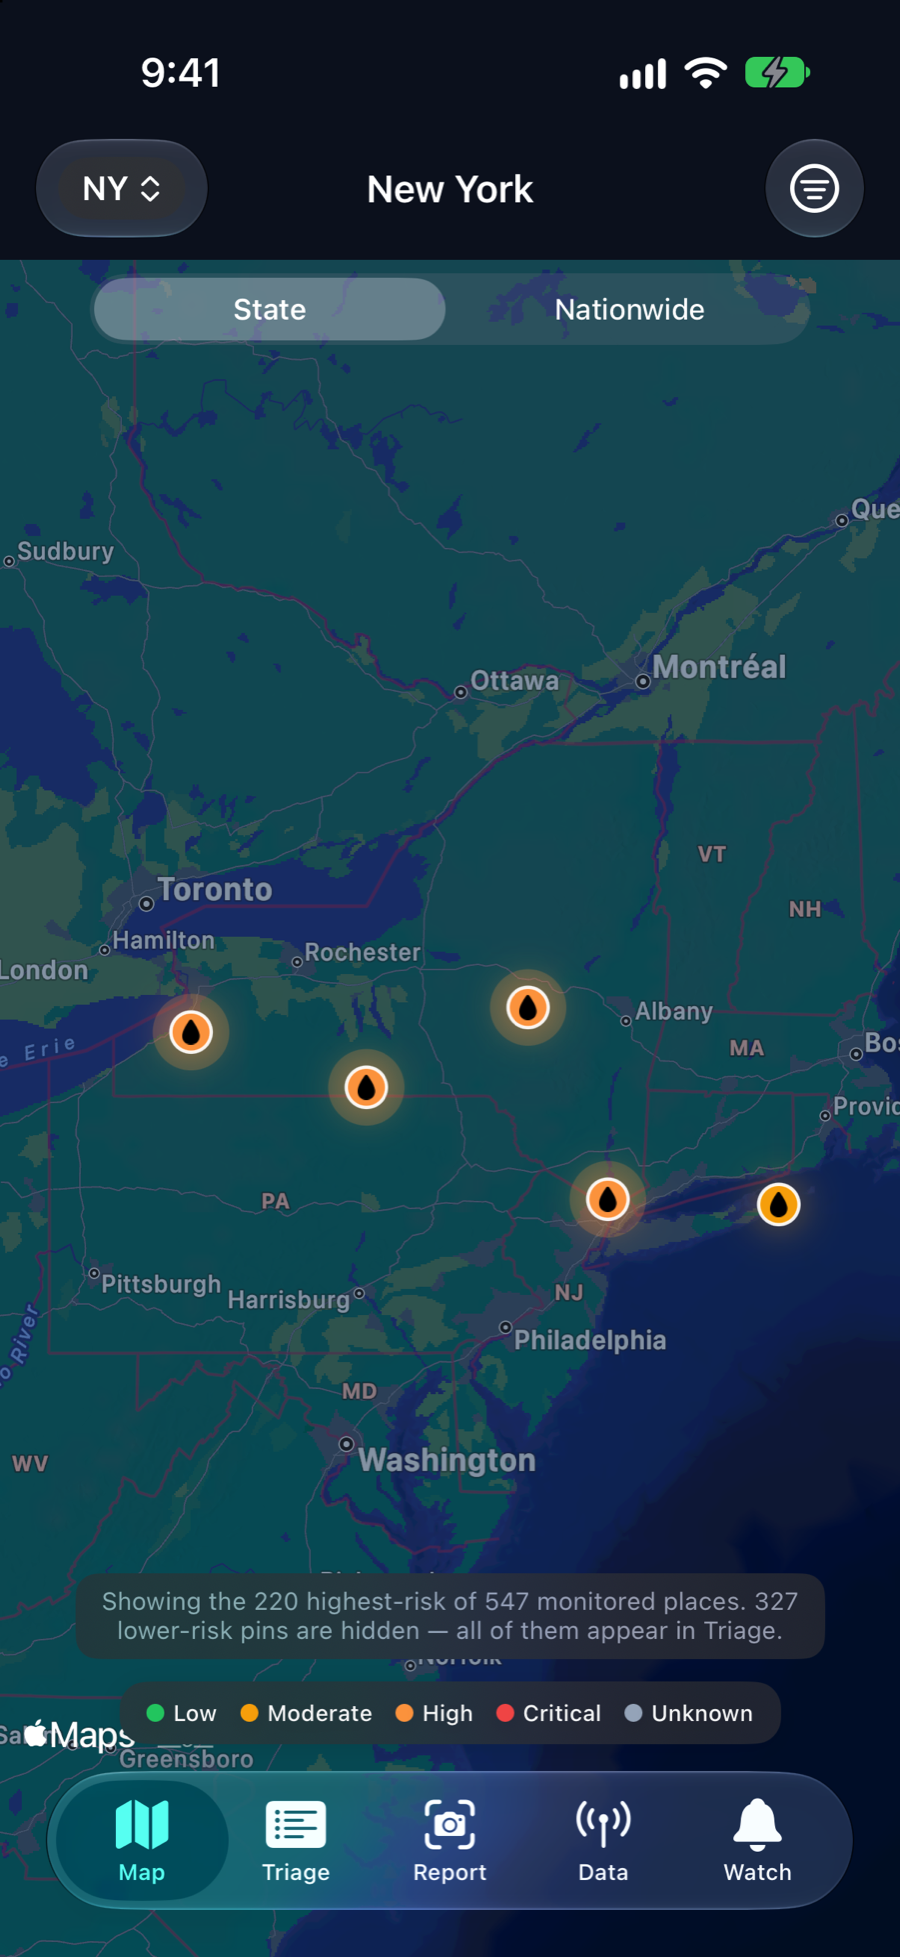 9:41
NY
New York
State
Nationwide
Que
Sudbury
Montréal
Ottawa
VT
Toronto
NH
Hamilton
Rochester
London
Albany
e Erie
MA
Bos
Provid
PA
Pittsburgh
Harrisburg
NJ
Philadelphia
o River
MD
Washington
WV
Showing the 220 highest-risk of 547 monitored places. 327
lower-risk pins are hidden — all of them appear in Triage.
Norfolk
Low
Moderate
High
Critical
Unknown
Maps
Greensboro
Map
Triage
Report
Data
Watch